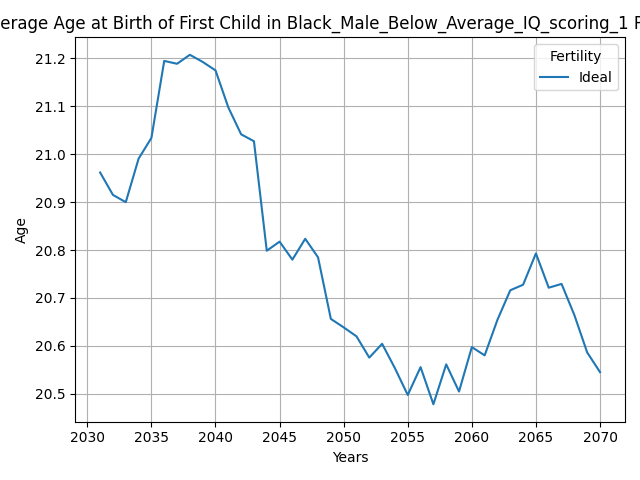 erage Age at Birth of First Child in Black_Male_Below_Average_IQ_scoring_1
Fertility
Ideal
21.2
21.1
21.0
20.9
20.8
20.7
20.6
20.5
Age
2030 2035 2040 2045 2050 2055 2060 2065 2070
Years